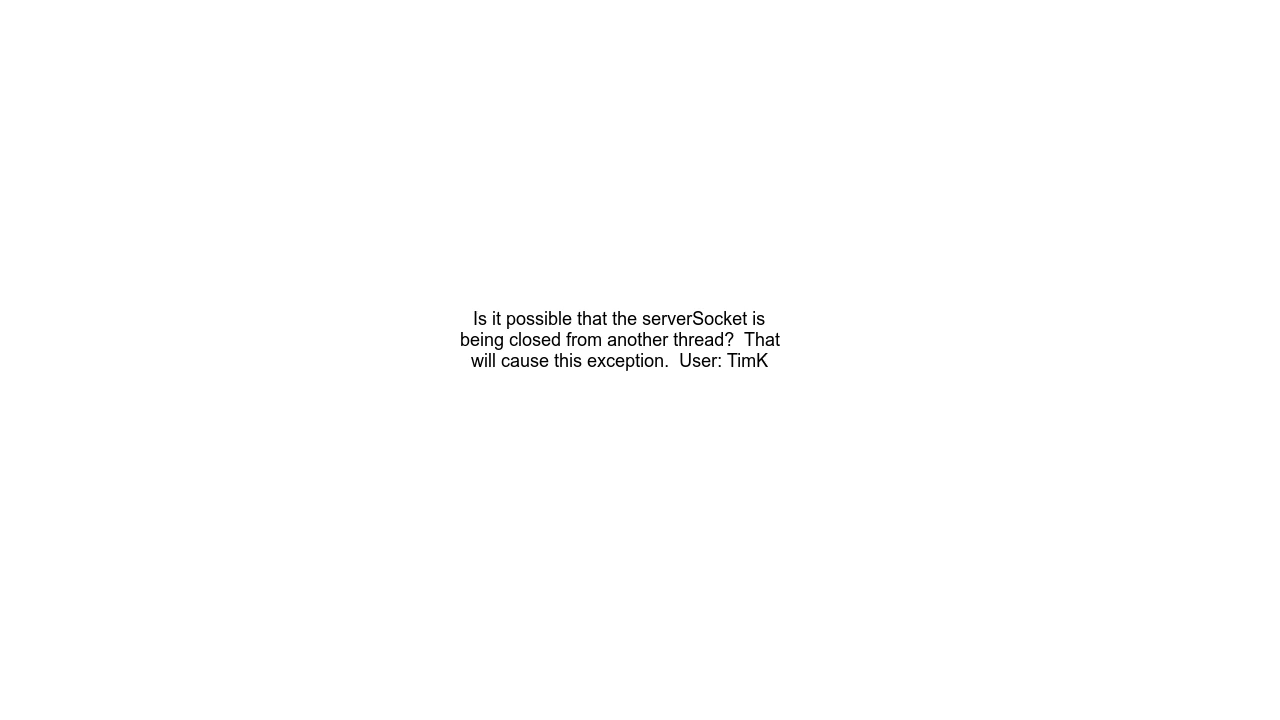 Is it possible that the serverSocket is
being closed from another thread?  That
will cause this exception.  User: TimK